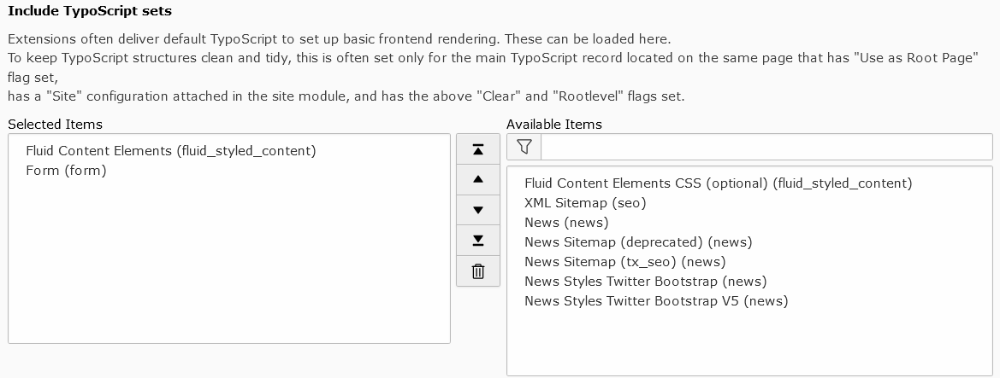 Include TypoScript sets
Extensions often deliver default TypoScript to set up basic frontend rendering. These can be loaded here.
To keep TypoScript structures clean and tidy, this is often set only for the main TypoScript record located on the same page that has "Use as Root Page"
flag set,
has a "Site" configuration attached in the site module, and has the above "Clear" and "Rootlevel" flags set.
Selected Items
Fluid Content Elements (fluid_styled_content)
Form (form)
Available Items
Fluid Content Elements CSS (optional) (fluid_styled_content)
XML Sitemap (seo)
News (news)
News Sitemap (deprecated) (news)
News Sitemap (tx_seo) (news)
News Styles Twitter Bootstrap (news)
News Styles Twitter Bootstrap V5 (news)